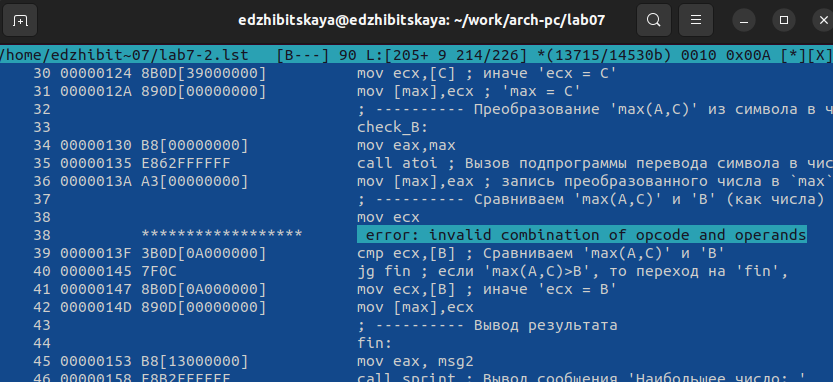 edzhibitskaya@edzhibitskaya: ~/work/arch-pc/lab07
/home/edzhibit~07/lab7-2.lst [B---] 90 L:[205+ 9 214/226] *(13715/14530b) 0010 0x00A [*][X]
30 00000124 8B0D[39000000] mov ecx,[C] ; иначе 'ecx = C'
31 0000012A 890D[00000000] mov [max],ecx ; 'max = C'
32 ; ---------- Преобразование 'max(A,C)' из символа в ч
33 check_B:
34 00000130 B8[00000000] mov eax,max
35 00000135 E862FFFFFF call atoi ; Вызов подпрограммы перевода символа в чис
36 0000013A A3[00000000] mov [max],eax ; запись преобразованного числа в `max`
37 ; ---------- Сравниваем 'max(A,C)' и 'B' (как числа)
38 mov ecx
38 ****************** error: invalid combination of opcode and operands
39 0000013F 3B0D[0A000000] cmp ecx,[B] ; Сравниваем 'max(A,C)' и 'B'
40 00000145 7F0C jg fin ; если 'max(A,C)>B', то переход на 'fin',
41 00000147 8B0D[0A000000] mov ecx,[B] ; иначе 'ecx = B'
42 0000014D 890D[00000000] mov [max],ecx
43 ; ---------- Вывод результата
44 fin:
45 00000153 B8[13000000] mov eax, msg2
46 00000158 E8B2FFFFFF call sprint ; Вывод сообщения 'Наибольшее число: '